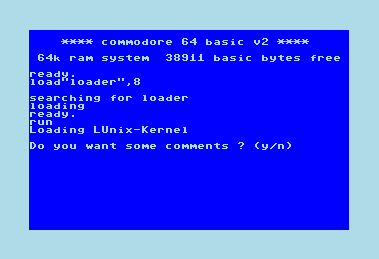 **** commodore 64 basic v2 ****
64k ram system  38911 basic bytes free
ready.
load"loader",8
searching for loader
loading
ready.
run
Loading LUnix-Kernel
Do you want some comments ? (y/n)